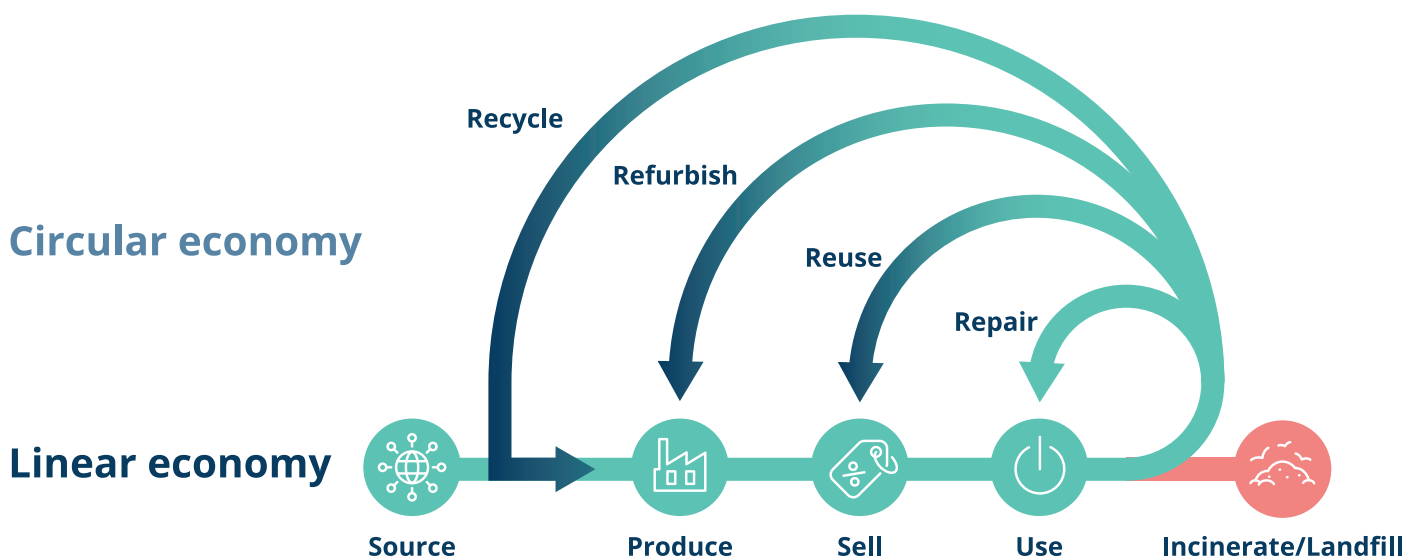 Recycle
Refurbish
Circular economy
Reuse
Repair
Linear economy
%
Source
Produce
Sell
Use
Incinerate/Landfill